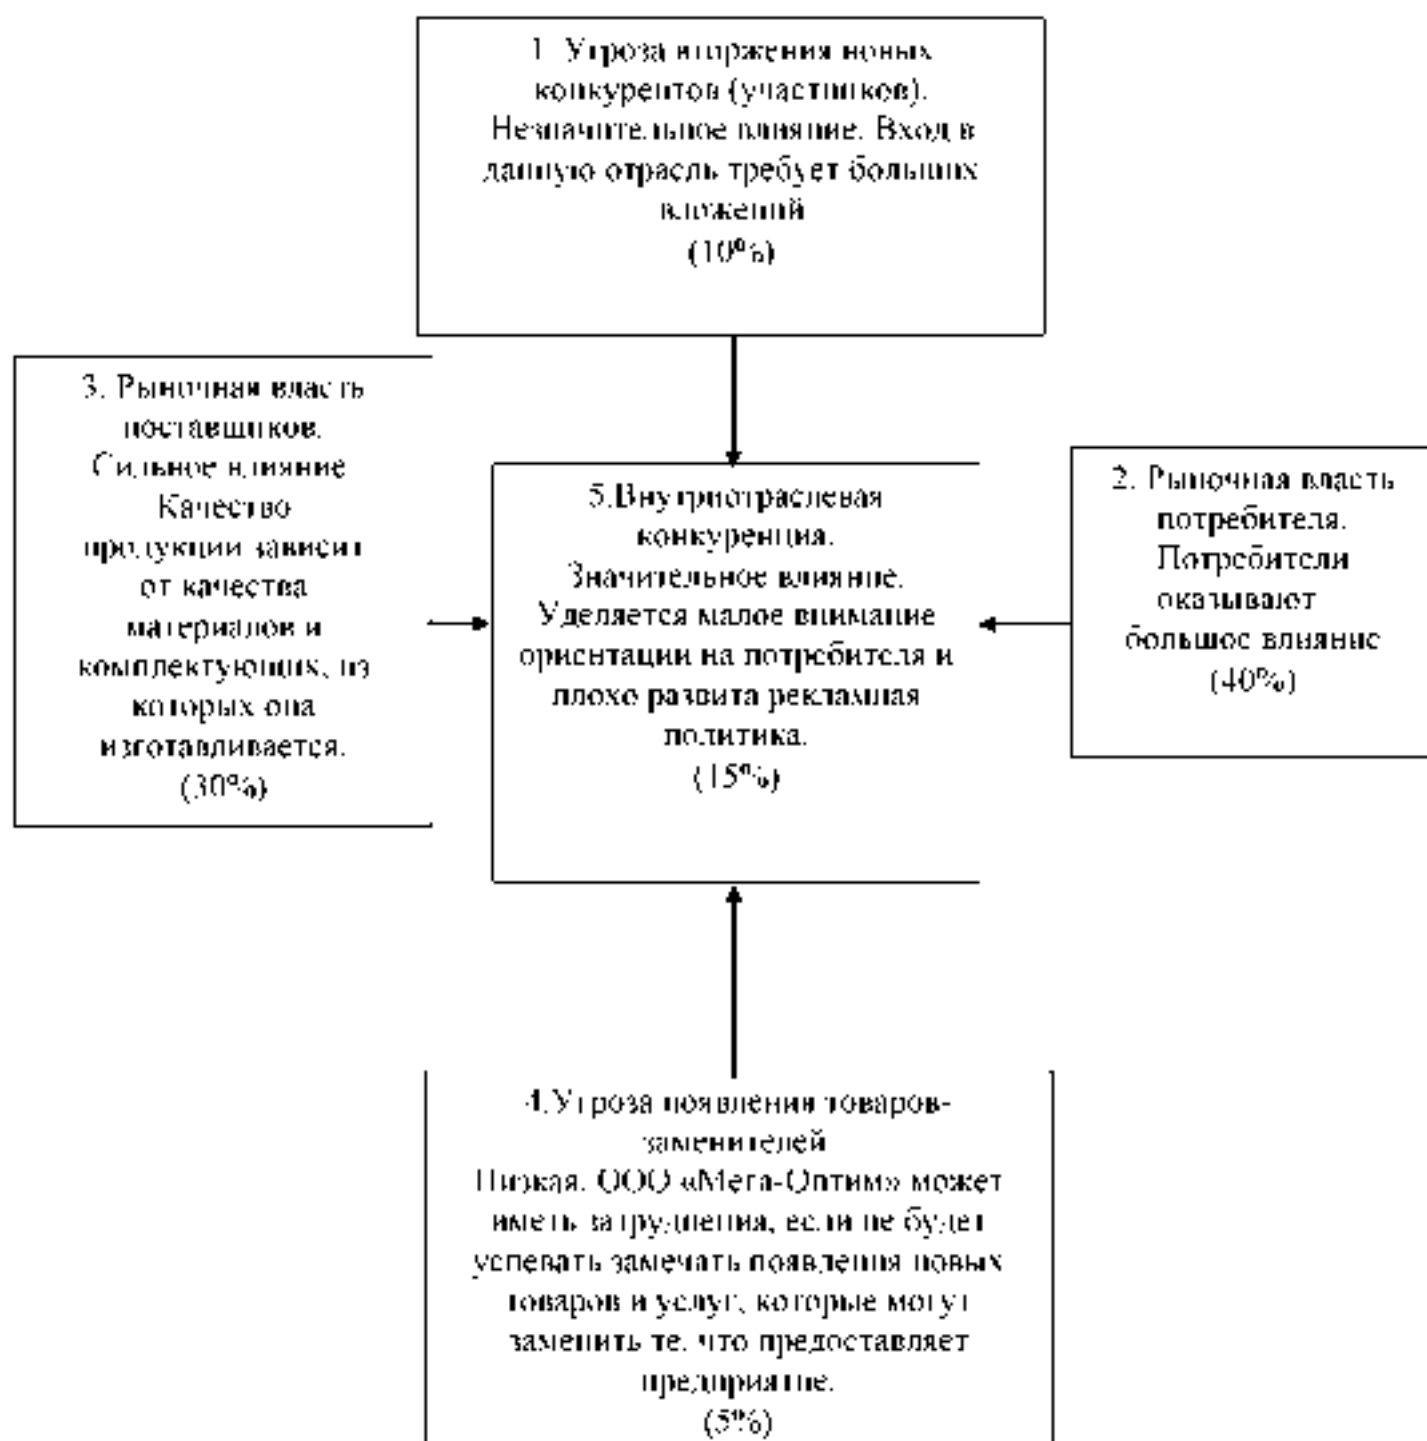 1. Угроза вторжения новых
конкурентов (участников).
Незначительное влияние. Вход в
данную отрасль требует больших
вложений
(10%)
3. Рыночная власть
поставщиков.
Сильное влияние
Качество
продукции зависит
от качества
материалов и
комплектующих, из
которых она
изготавливается.
(30%)
5.Внутриотраслевая
конкуренция.
Значительное влияние.
Уделяется малое внимание
ориентации на потребителя и
плохо развита рекламная
политика.
(15%)
2. Рыночная власть
потребителя.
Потребители
оказывают
большое влияние
(40%)
4.Угроза появления товаров-
заменителей
Низкая. ООО «Мега-Оптим» может
иметь затруднения, если не будет
успевать замечать появления новых
товаров и услуг, которые могут
заменить те, что предоставляет
предприятие.
(5%)